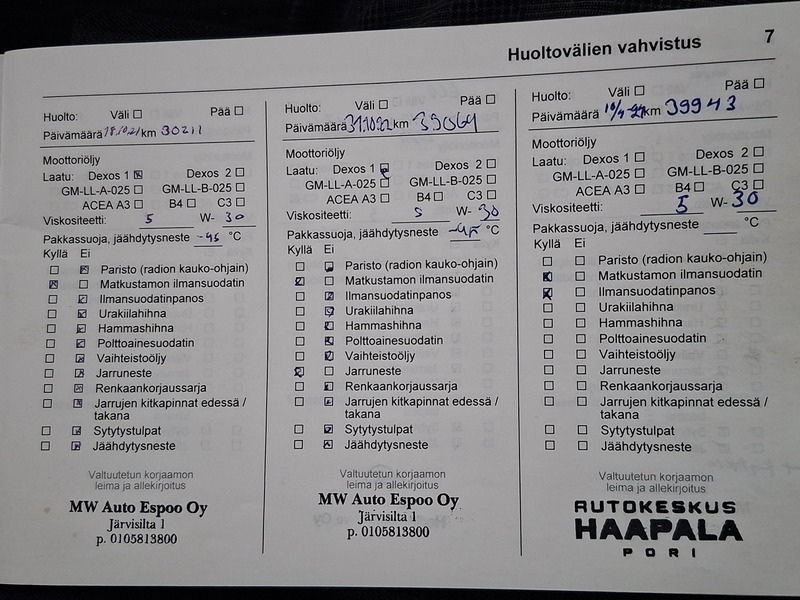 Huoltovälien vahvistus 7
Huolto: Väli ☐ Pää ☐
Päivämäärä 18.10.21 km 30211
Moottoriöljy
Laatu: Dexos 1 ☒ Dexos 2 ☐
GM-LL-A-025 ☐ GM-LL-B-025 ☐
ACEA A3 ☐ B4 ☐ C3 ☐
Viskositeetti: 5 W- 30
Pakkassuoja, jäähdytysneste -45 °C
Kyllä Ei
☐ ☒ Paristo (radion kauko-ohjain)
☒ ☐ Matkustamon ilmansuodatin
☐ ☒ Ilmansuodatinpanos
☐ ☒ Urakiilahihna
☐ ☒ Hammashihna
☐ ☒ Polttoainesuodatin
☐ ☒ Vaihteistoöljy
☐ ☒ Jarruneste
☐ ☒ Renkaankorjaussarja
☐ ☒ Jarrujen kitkapinnat edessä /
takana
☐ ☒ Sytytystulpat
☐ ☒ Jäähdytysneste
Valtuutetun korjaamon
leima ja allekirjoitus
MW Auto Espoo Oy
Järvisilta 1
p. 0105813800
Huolto: Väli ☐ Pää ☐
Päivämäärä 31.10.22 km 35064
Moottoriöljy
Laatu: Dexos 1 ☒ Dexos 2 ☐
GM-LL-A-025 ☐ GM-LL-B-025 ☐
ACEA A3 ☐ B4 ☐ C3 ☐
Viskositeetti: 5 W- 30
Pakkassuoja, jäähdytysneste -45 °C
Kyllä Ei
☐ ☒ Paristo (radion kauko-ohjain)
☒ ☐ Matkustamon ilmansuodatin
☐ ☒ Ilmansuodatinpanos
☐ ☒ Urakiilahihna
☐ ☒ Hammashihna
☐ ☒ Polttoainesuodatin
☐ ☒ Vaihteistoöljy
☒ ☐ Jarruneste
☐ ☒ Renkaankorjaussarja
☐ ☒ Jarrujen kitkapinnat edessä /
takana
☐ ☒ Sytytystulpat
☐ ☒ Jäähdytysneste
Valtuutetun korjaamon
leima ja allekirjoitus
MW Auto Espoo Oy
Järvisilta 1
p. 0105813800
Huolto: Väli ☐ Pää ☐
Päivämäärä km 39943
Moottoriöljy
Laatu: Dexos 1 ☐ Dexos 2 ☐
GM-LL-A-025 ☐ GM-LL-B-025 ☐
ACEA A3 ☐ B4 ☐ C3 ☐
Viskositeetti: 5 W- 30
Pakkassuoja, jäähdytysneste °C
Kyllä Ei
☐ ☐ Paristo (radion kauko-ohjain)
☒ ☐ Matkustamon ilmansuodatin
☒ ☐ Ilmansuodatinpanos
☐ ☐ Urakiilahihna
☐ ☐ Hammashihna
☐ ☐ Polttoainesuodatin
☐ ☐ Vaihteistoöljy
☐ ☐ Jarruneste
☐ ☐ Renkaankorjaussarja
☐ ☐ Jarrujen kitkapinnat edessä /
takana
☐ ☐ Sytytystulpat
☐ ☐ Jäähdytysneste
Valtuutetun korjaamon
leima ja allekirjoitus
AUTOKESKUS
HAAPALA
PORI